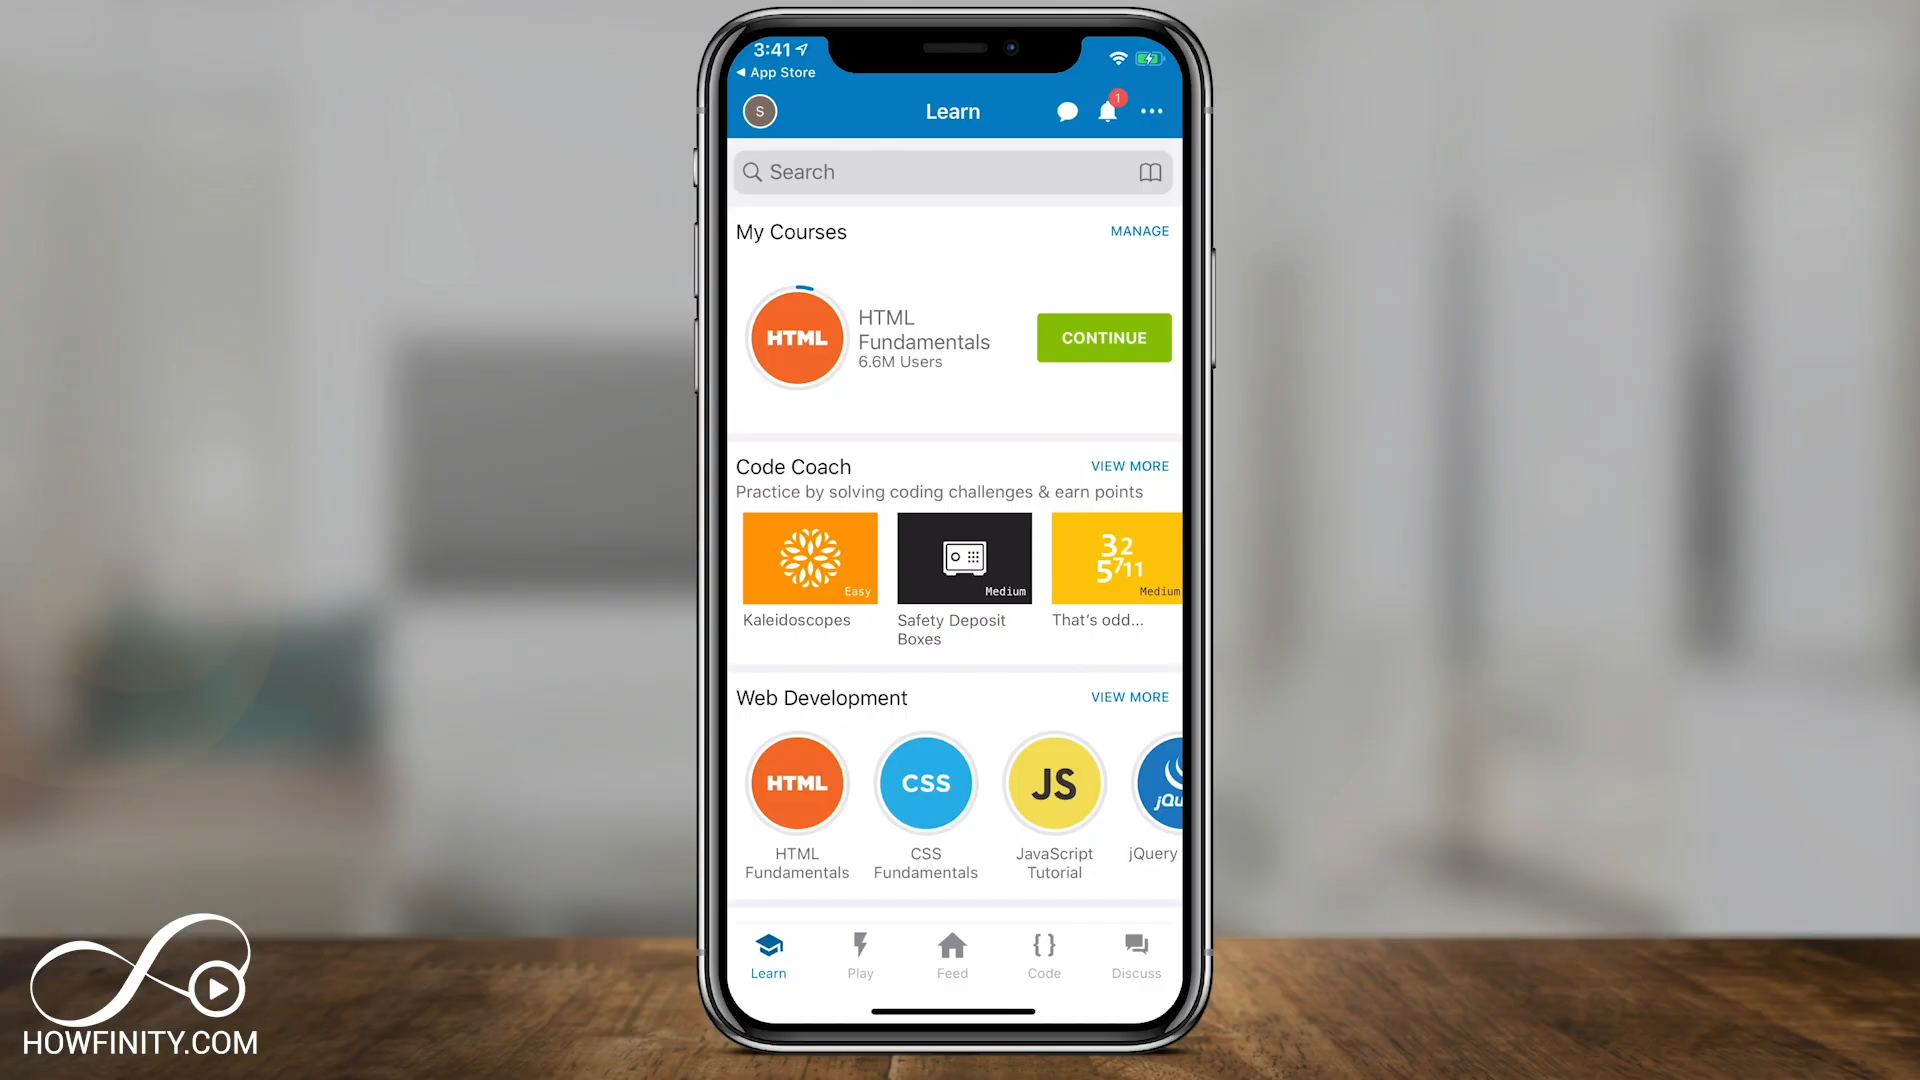 3:41
App Store
S
Learn
1
Search
My Courses
MANAGE
HTML
HTML
Fundamentals
6.6M Users
CONTINUE
Code Coach
VIEW MORE
Practice by solving coding challenges & earn points
Easy
Medium
32
5711
Medium
Kaleidoscopes
Safety Deposit
Boxes
That's odd...
Web Development
VIEW MORE
HTML
CSS
JS
jQu
HTML
Fundamentals
CSS
Fundamentals
JavaScript
Tutorial
jQuery
Learn
Play
Feed
{ }
Code
Discuss
HOWFINITY.COM